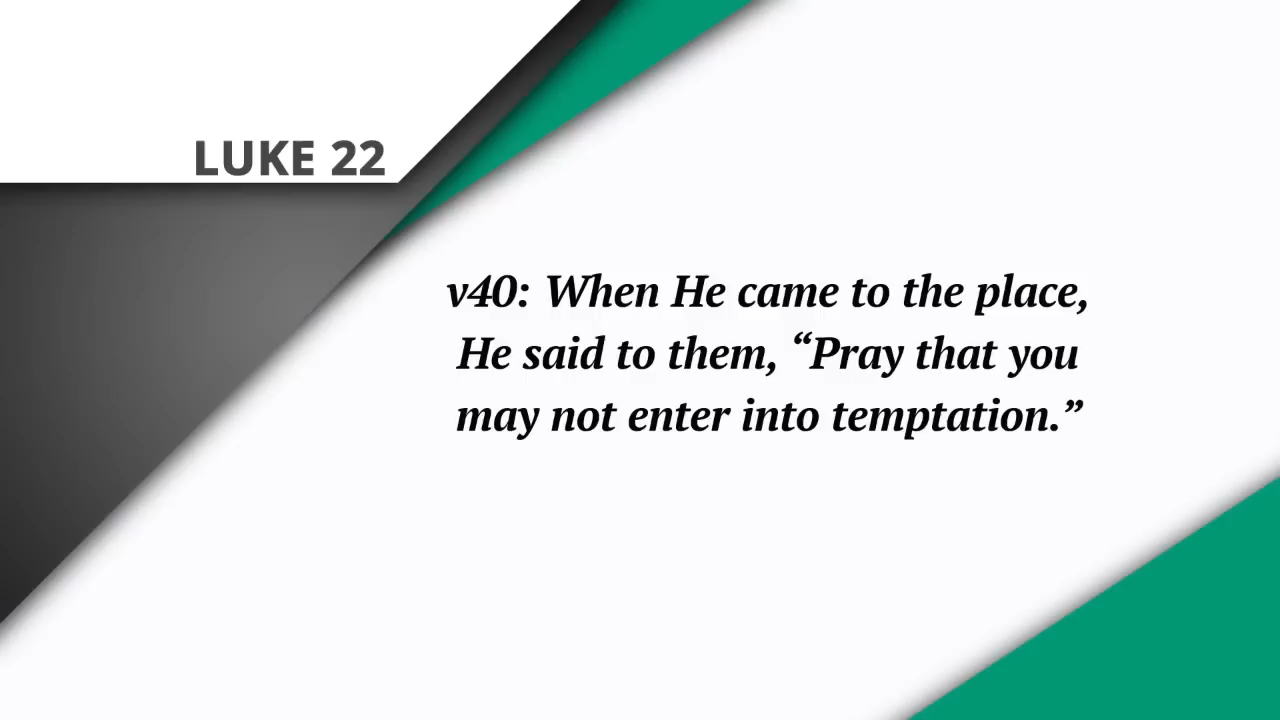 LUKE 22
v40: When He came to the place,
He said to them, “Pray that you
may not enter into temptation.”